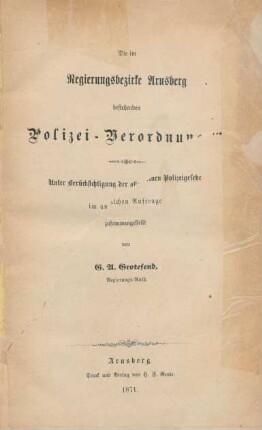 Die im
Regierungsbezirke Arnsberg
bestehenden
Polizei-Verordnun
Unter Berücksichtigung der Polizeigesetze
im Auftrage
zusammengestellt
von
G. A. Grotefend,
Regierungs-Rath.
Arnsberg.
Druck und Verlag von H. F. Grote.
1871.